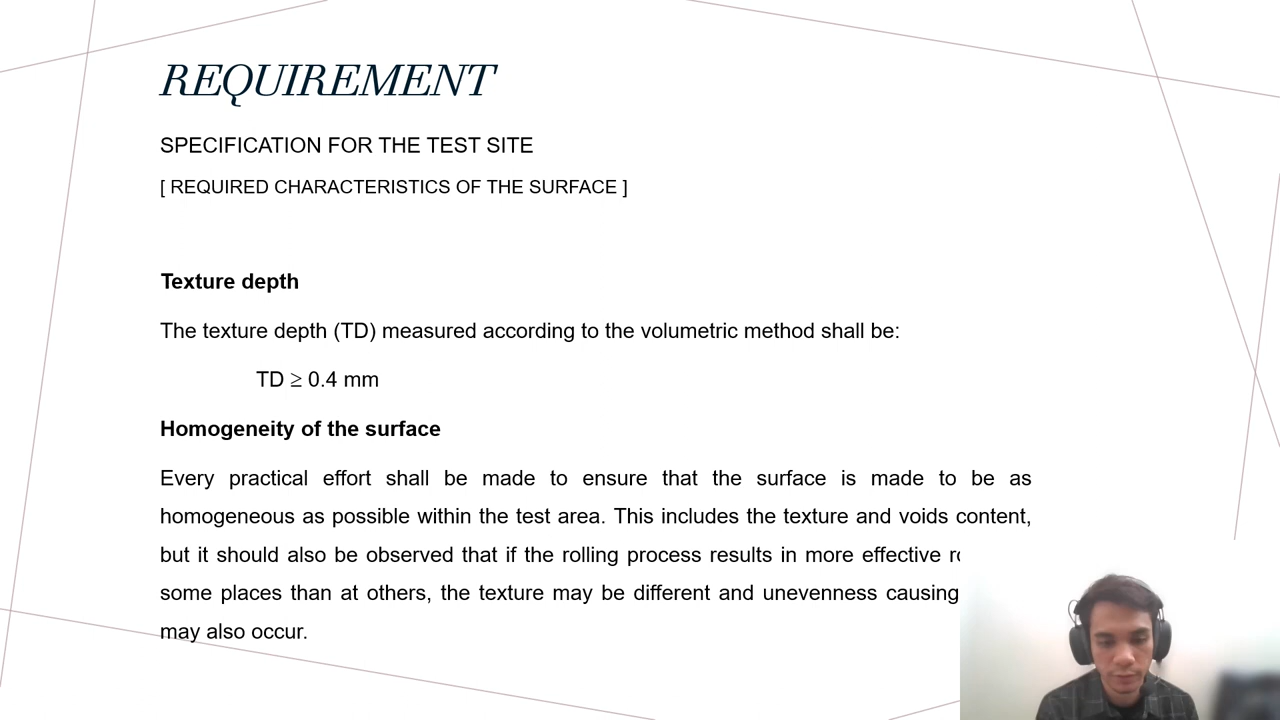 REQUIREMENT
SPECIFICATION FOR THE TEST SITE
[ REQUIRED CHARACTERISTICS OF THE SURFACE ]
Texture depth
The texture depth (TD) measured according to the volumetric method shall be:
TD ≥ 0.4 mm
Homogeneity of the surface
Every practical effort shall be made to ensure that the surface is made to be as
homogeneous as possible within the test area. This includes the texture and voids content,
but it should also be observed that if the rolling process results in more effective
some places than at others, the texture may be different and unevenness causing
may also occur.